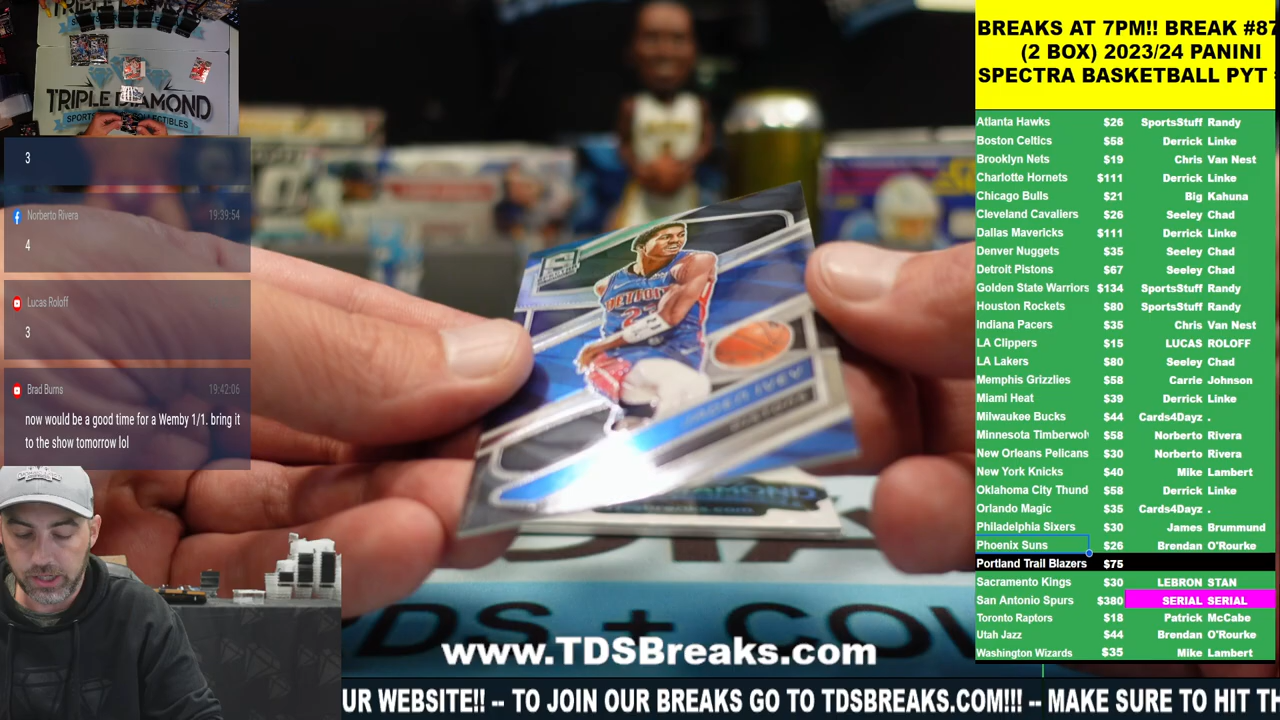 TRIPLE DIAMOND
3
Norberto Rivera 19:39:54
4
Lucas Roloff
3
Brad Burns 19:42:06
now would be a good time for a Wemby 1/1. bring it
to the show tomorrow lol
DETROIT
JADEN IVEY
www.TDSBreaks.com
UR WEBSITE!! -- TO JOIN OUR BREAKS GO TO TDSBREAKS.COM!!! -- MAKE SURE TO HIT TH
BREAKS AT 7PM!! BREAK #87
(2 BOX) 2023/24 PANINI
SPECTRA BASKETBALL PYT
Atlanta Hawks $26 SportsStuff Randy
Boston Celtics $58 Derrick Linke
Brooklyn Nets $19 Chris Van Nest
Charlotte Hornets $111 Derrick Linke
Chicago Bulls $21 Big Kahuna
Cleveland Cavaliers $26 Seeley Chad
Dallas Mavericks $111 Derrick Linke
Denver Nuggets $35 Seeley Chad
Detroit Pistons $67 Seeley Chad
Golden State Warriors $134 SportsStuff Randy
Houston Rockets $80 SportsStuff Randy
Indiana Pacers $35 Chris Van Nest
LA Clippers $15 LUCAS ROLOFF
LA Lakers $80 Seeley Chad
Memphis Grizzlies $58 Carrie Johnson
Miami Heat $39 Derrick Linke
Milwaukee Bucks $44 Cards4Dayz .
Minnesota Timberwol $58 Norberto Rivera
New Orleans Pelicans $30 Norberto Rivera
New York Knicks $40 Mike Lambert
Oklahoma City Thund $58 Derrick Linke
Orlando Magic $35 Cards4Dayz .
Philadelphia Sixers $30 James Brummund
Phoenix Suns $26 Brendan O'Rourke
Portland Trail Blazers $75
Sacramento Kings $30 LEBRON STAN
San Antonio Spurs $380 SERIAL SERIAL
Toronto Raptors $18 Patrick McCabe
Utah Jazz $44 Brendan O'Rourke
Washington Wizards $35 Mike Lambert